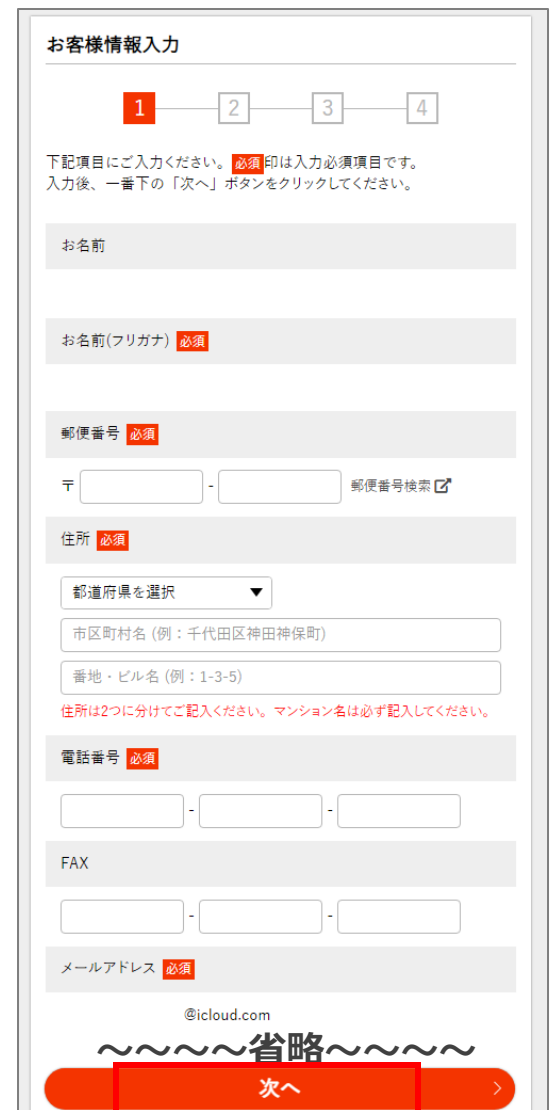 お客様情報入力
1 2 3 4
下記項目にご入力ください。必須印は入力必須項目です。
入力後、一番下の「次へ」ボタンをクリックしてください。
お名前
お名前(フリガナ) 必須
郵便番号 必須
〒 - 郵便番号検索
住所 必須
都道府県を選択 ▼
市区町村名 (例：千代田区神田神保町)
番地・ビル名 (例：1-3-5)
住所は2つに分けてご記入ください。マンション名は必ず記入してください。
電話番号 必須
- -
FAX
- -
メールアドレス 必須
@icloud.com
～～～～省略～～～～
次へ